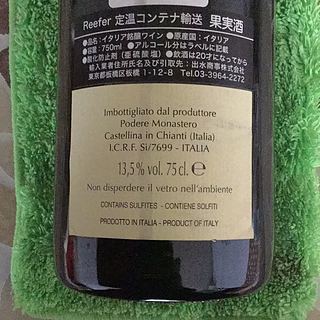 Reefer 定温コンテナ輸送 果実酒
●品名/イタリア銘醸ワイン ●原産国:イタリア
●容量:750ml ●アルコール分はラベルに記載
●酸化防止剤(亜硫酸塩) ●飲酒は20才になってから
輸入業者住所氏名及び引取先:出水商事株式会社
東京都板橋区板橋1-12-8 TEL.03-3964-2272
Imbottigliato dal produttore
Podere Monastero
Castellina in Chianti (Italia)
I.C.R.F. Si/7699 - ITALIA
13,5% vol. 75 cl. e
Non disperdere il vetro nell'ambiente
CONTAINS SULFITES - CONTIENE SOLFITI
PRODOTTO IN ITALIA - PRODUCT OF ITALY